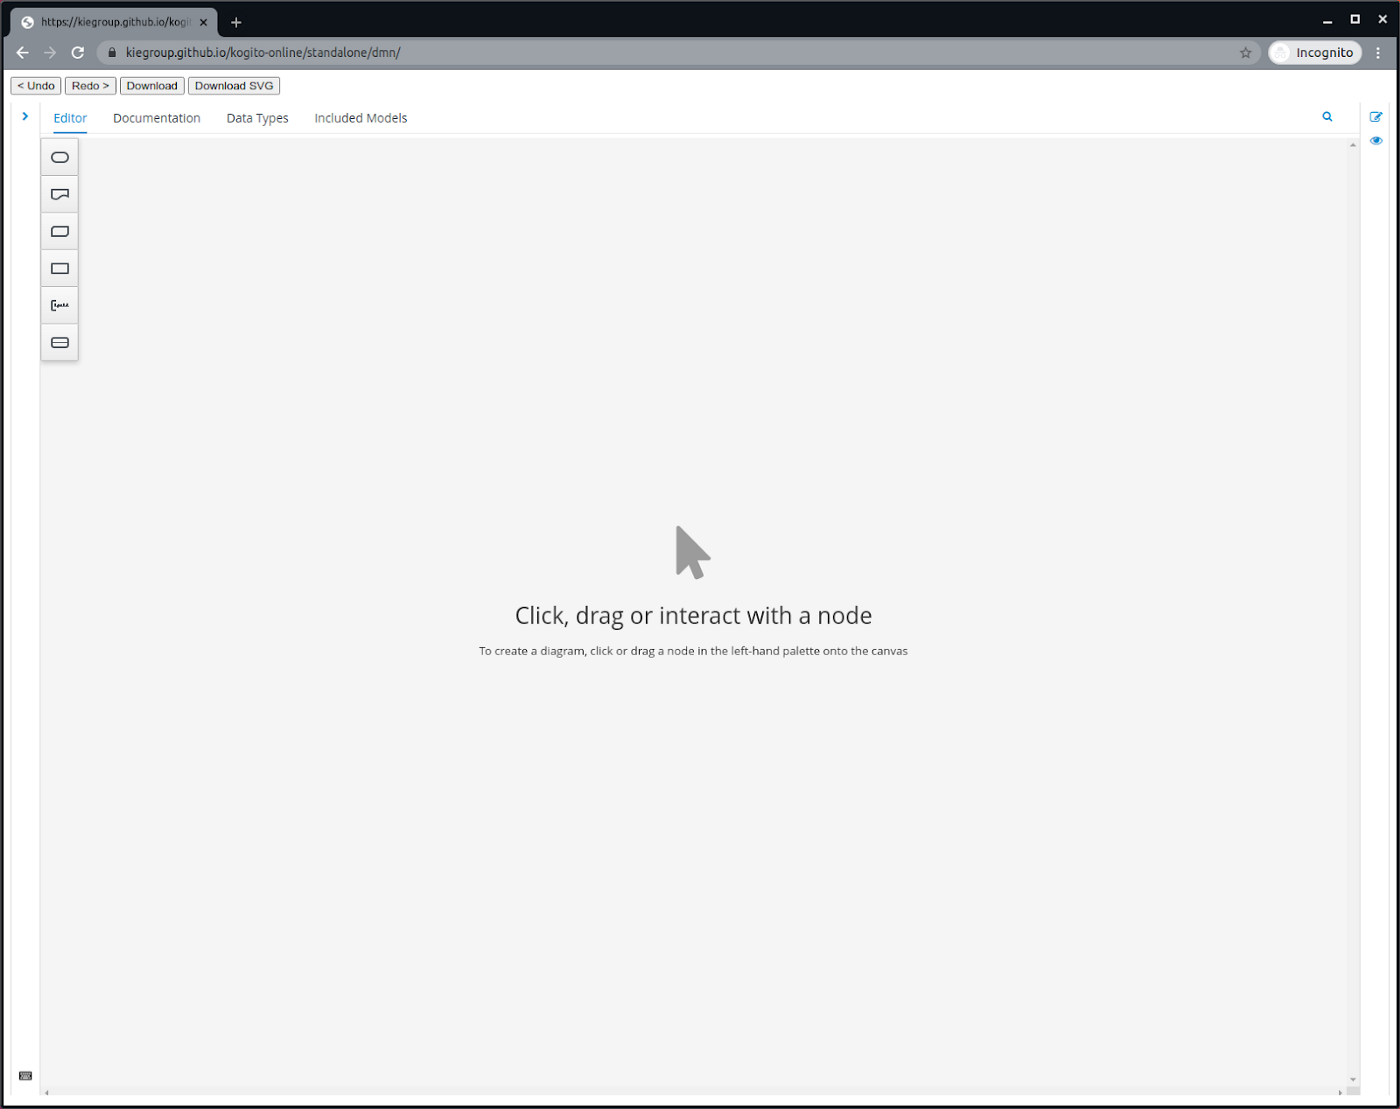 https://kiegroup.github.io/kogit
kiegroup.github.io/kogito-online/standalone/dmn/
Incognito
< Undo
Redo >
Download
Download SVG
Editor
Documentation
Data Types
Included Models
Click, drag or interact with a node
To create a diagram, click or drag a node in the left-hand palette onto the canvas